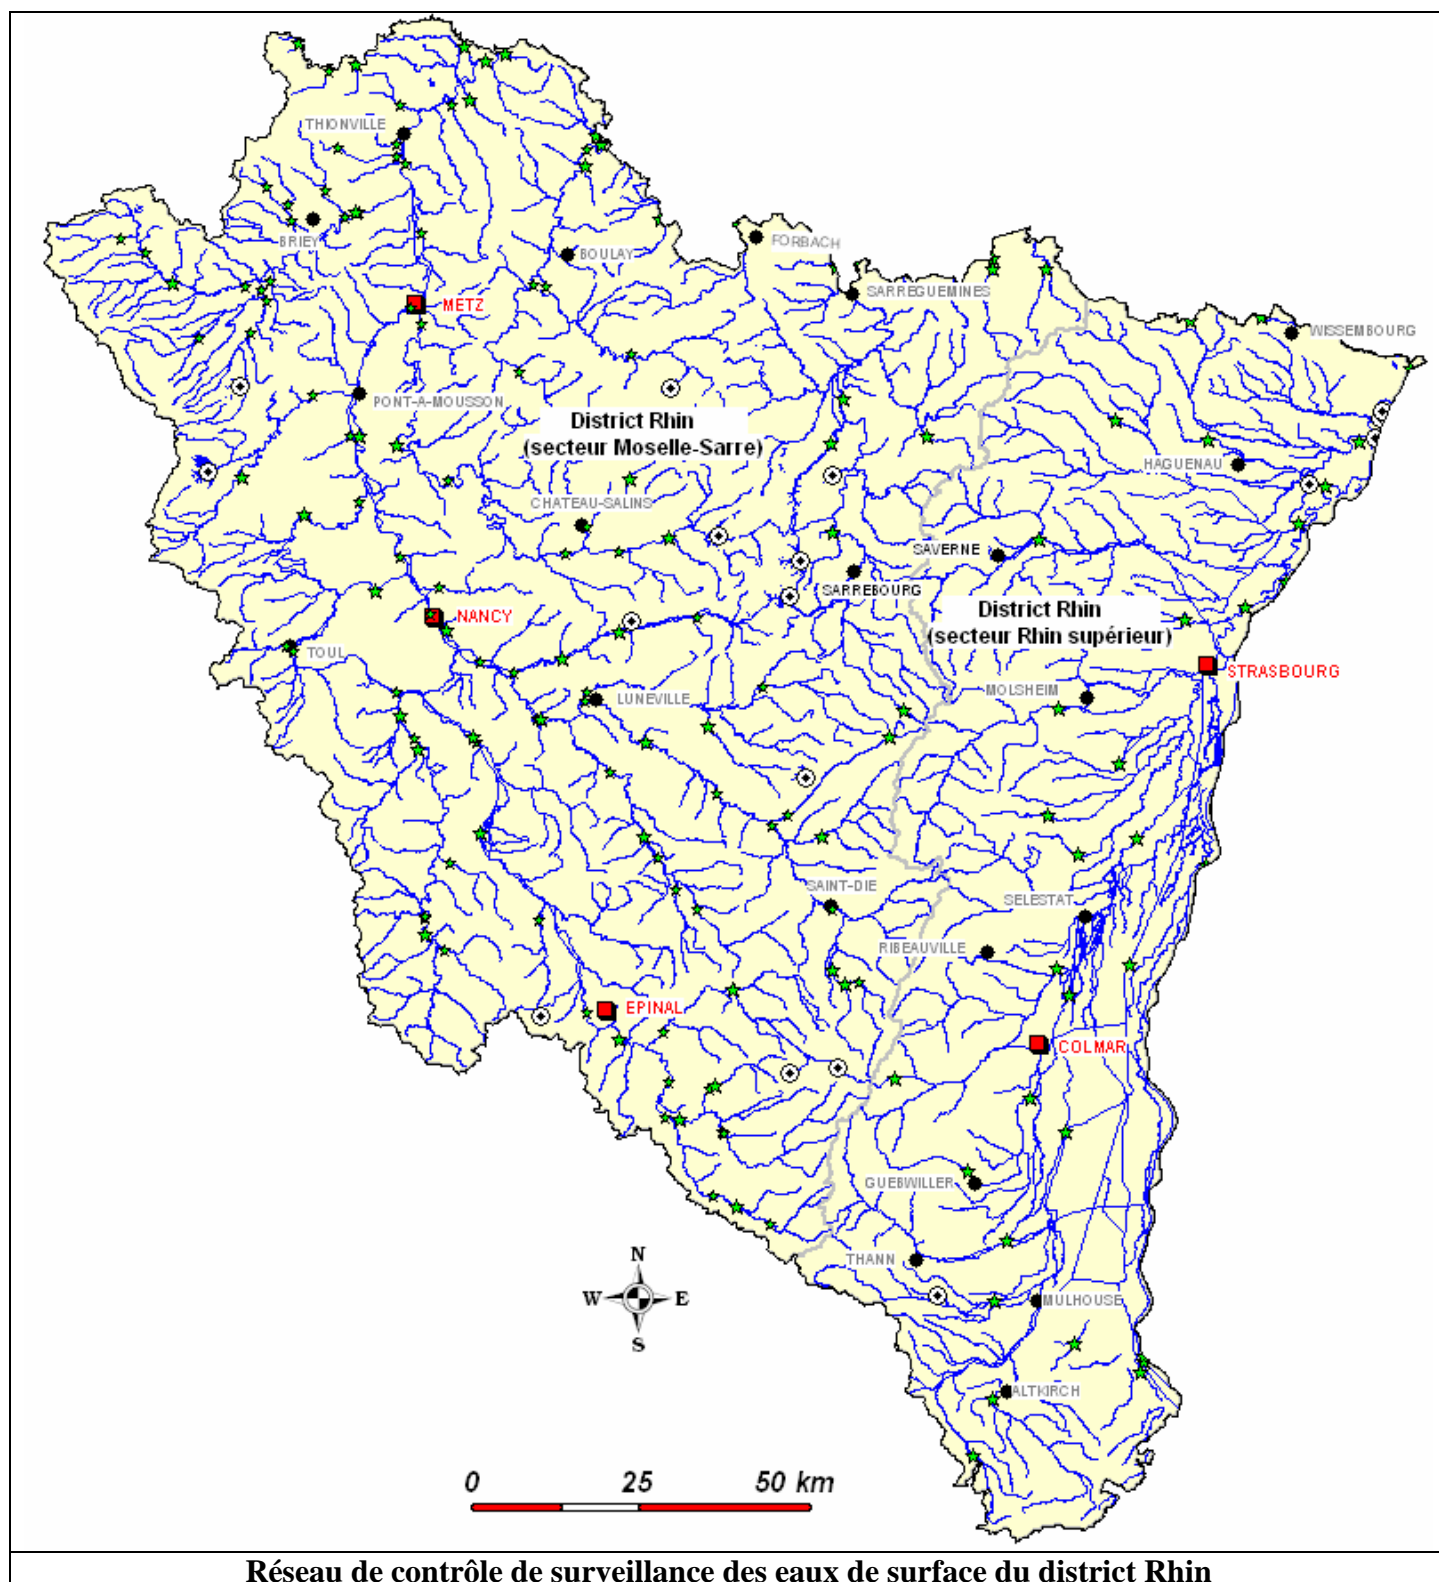 THIONVILLE
BRIEY
BOULAY
FORBACH
SARREGUEMINES
METZ
WISSEMBOURG
PONT-A-MOUSSON
District Rhin
(secteur Moselle-Sarre)
HAGUENAU
CHATEAU-SALINS
SAVERNE
SARREBOURG
NANCY
District Rhin
(secteur Rhin supérieur)
TOUL
STRASBOURG
LUNEVILLE
MOLSHEIM
SAINT-DIE
SELESTAT
RIBEAUVILLE
EPINAL
COLMAR
GUEBWILLER
THANN
N
W
E
S
MULHOUSE
ALTKIRCH
0
25
50 km
Réseau de contrôle de surveillance des eaux de surface du district Rhin